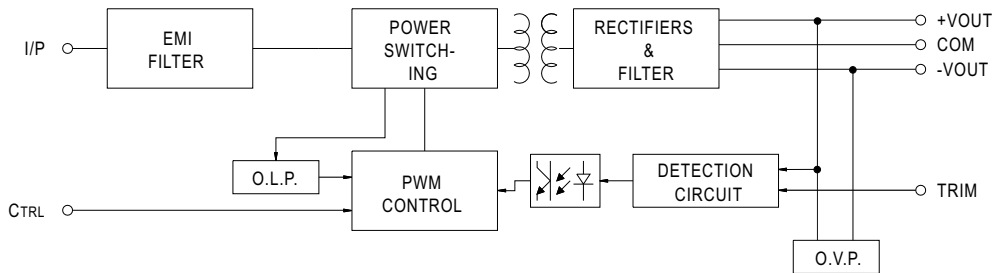 I/P
EMI
FILTER
POWER
SWITCH-
ING
RECTIFIERS
&
FILTER
+VOUT
COM
-VOUT
O.L.P.
PWM
CONTROL
DETECTION
CIRCUIT
TRIM
CTRL
O.V.P.